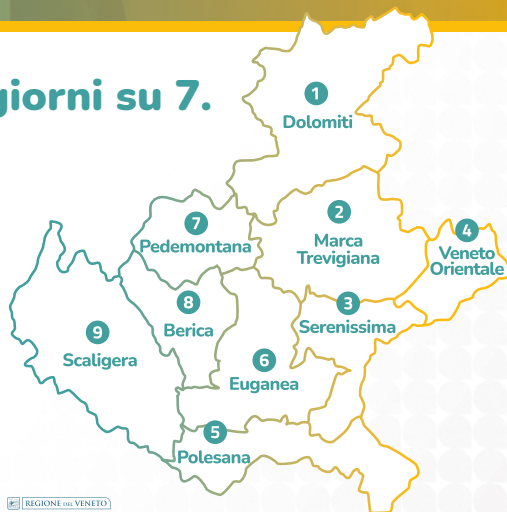 giorni su 7.
1
Dolomiti
2
Marca
Trevigiana
7
Pedemontana
4
Veneto
Orientale
3
Serenissima
8
Berica
9
Scaligera
6
Euganea
5
Polesana
REGIONE DEL VENETO